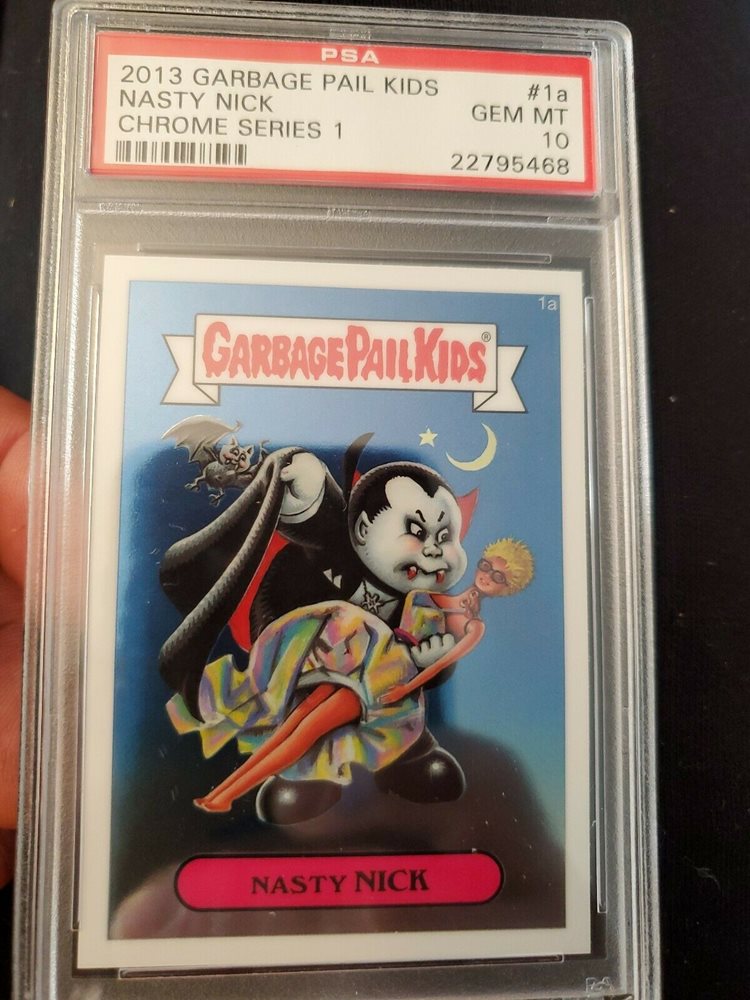 PSA
2013 GARBAGE PAIL KIDS #1a
NASTY NICK GEM MT
CHROME SERIES 1 10
22795468
1a
GARBAGE PAIL KIDS®
NASTY NICK